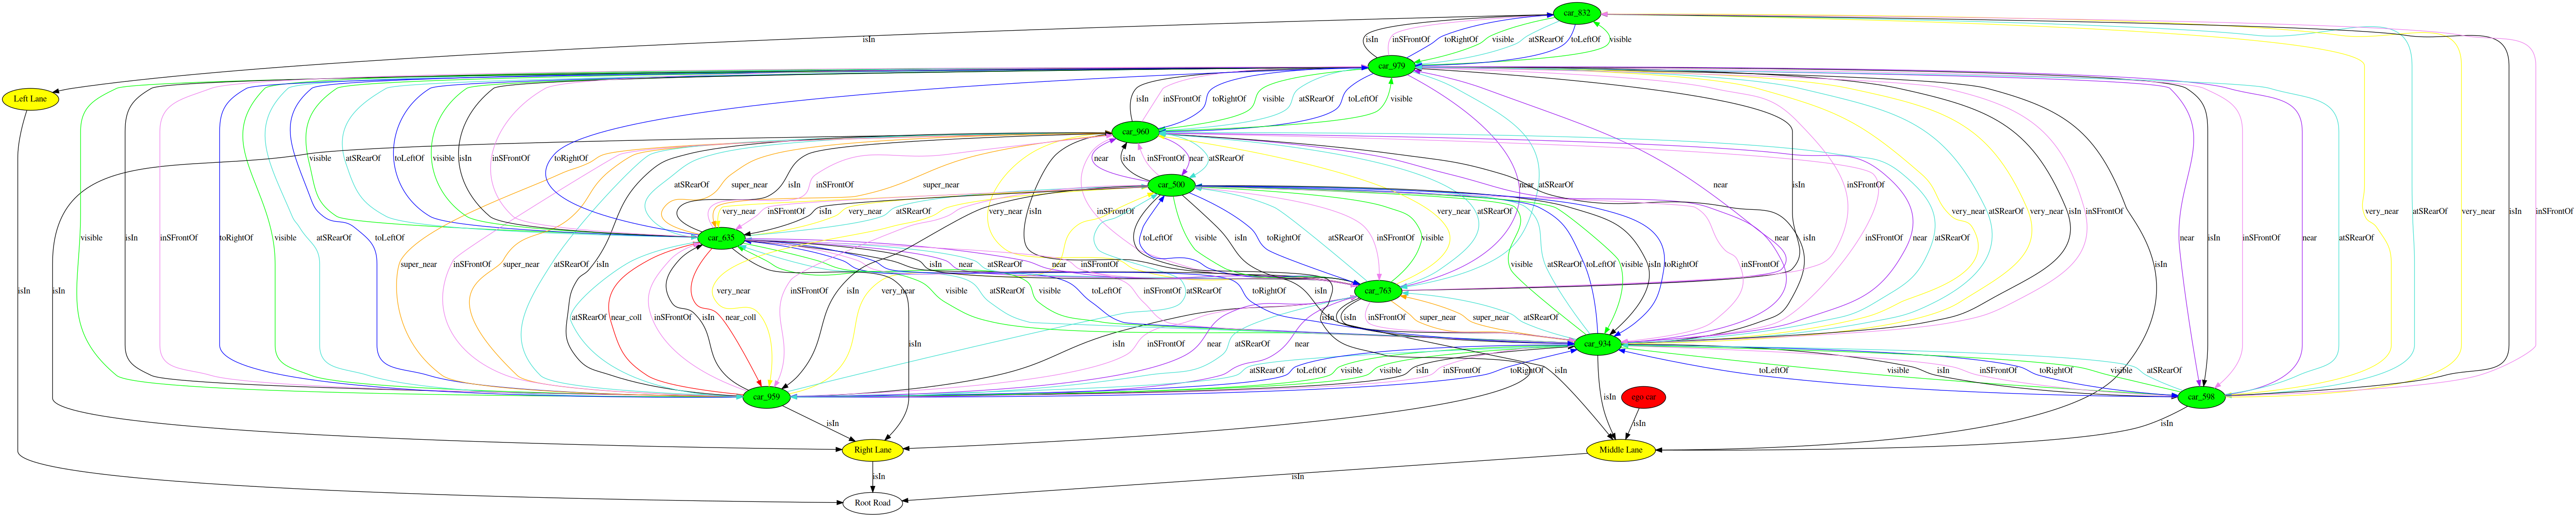 car_832
isIn
isIn inSFrontOf toRightOf visible atSRearOf toLeftOf visible
car_979
Left Lane
isIn inSFrontOf toRightOf visible atSRearOf toLeftOf visible
car_960
visible atSRearOf toLeftOf visible isIn inSFrontOf toRightOf near isIn inSFrontOf near atSRearOf
atSRearOf super_near isIn inSFrontOf super_near car_500 inSFrontOf near atSRearOf near isIn inSFrontOf near isIn inSFrontOf
very_near inSFrontOf isIn very_near atSRearOf very_near isIn inSFrontOf very_near atSRearOf very_near atSRearOf very_near isIn inSFrontOf very_near atSRearOf very_near isIn inSFrontOf
visible isIn inSFrontOf toRightOf visible atSRearOf toLeftOf super_near inSFrontOf super_near atSRearOf isIn car_635 toLeftOf visible isIn toRightOf atSRearOf inSFrontOf visible near isIn inSFrontOf near atSRearOf near isIn inSFrontOf near atSRearOf
isIn isIn very_near inSFrontOf isIn very_near near atSRearOf near inSFrontOf isIn visible atSRearOf toLeftOf visible isIn toRightOf isIn
car_763
toLeftOf inSFrontOf atSRearOf toRightOf visible atSRearOf visible isIn
atSRearOf near_coll inSFrontOf isIn near_coll isIn isIn inSFrontOf super_near super_near atSRearOf
isIn inSFrontOf near atSRearOf near car_934
atSRearOf toLeftOf visible visible isIn inSFrontOf toRightOf isIn toLeftOf visible isIn inSFrontOf toRightOf visible atSRearOf
car_959 ego car car_598
isIn isIn isIn isIn
Right Lane Middle Lane
isIn isIn
Root Road